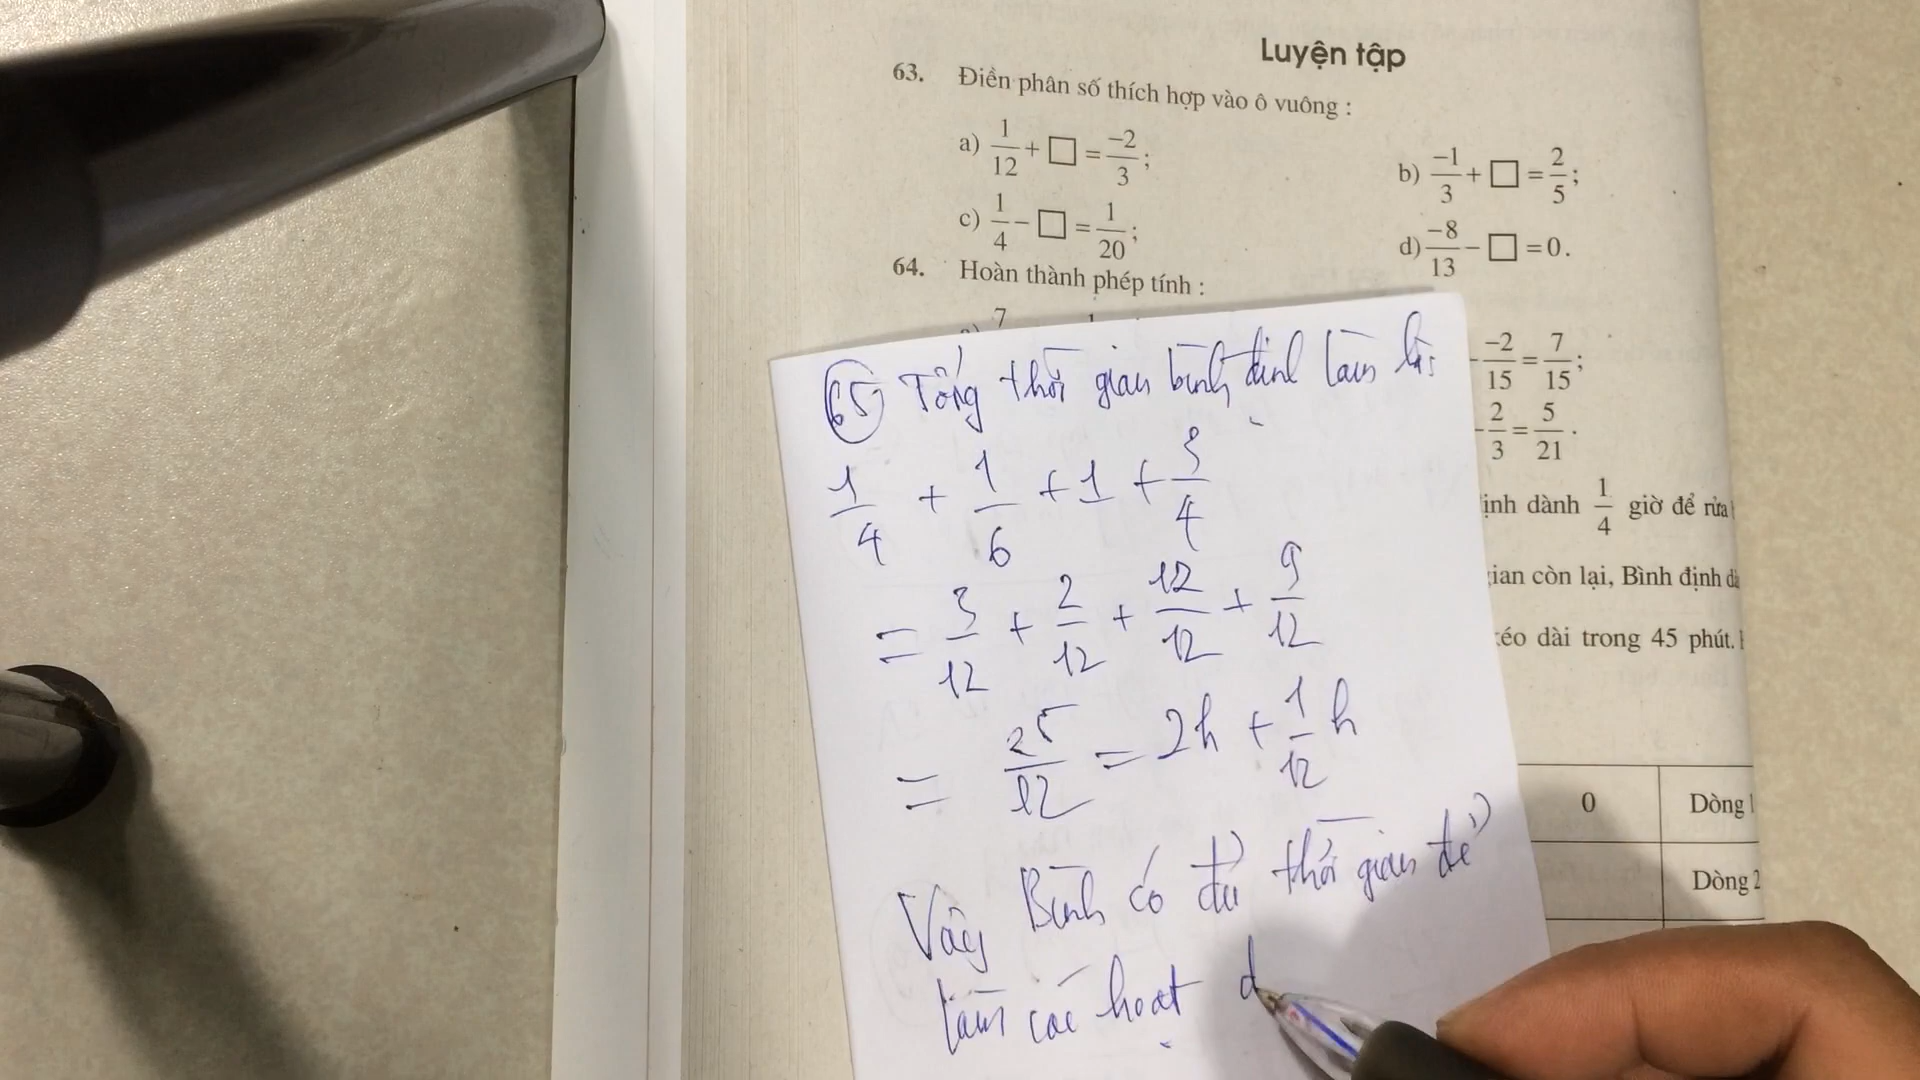 Luyện tập
63. Điền phân số thích hợp vào ô vuông :
a) 1/12 + □ = -2/3 ;
b) -1/3 + □ = 2/5 ;
c) 1/4 - □ = 1/20 ;
d) -8/13 - □ = 0.
64. Hoàn thành phép tính :
7
- -2/15 = 7/15 ;
- 2/3 = 5/21 .
ịnh dành 1/4 giờ để rửa
gian còn lại, Bình định
kéo dài trong 45 phút.
0 Dòng 1
Dòng 2
65 Tổng thời gian bình định làm là:
1/4 + 1/6 + 1 + 3/4
= 3/12 + 2/12 + 12/12 + 9/12
= 25/12 = 2h + 1/12 h
Vậy Bình có đủ thời gian để
làm các hoạt đ